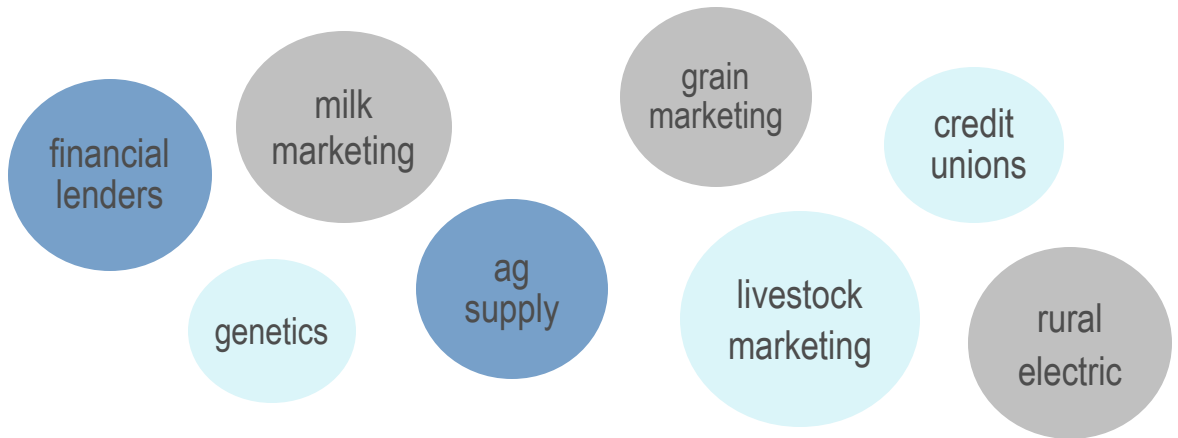 financial
lenders
milk
marketing
genetics
ag
supply
grain
marketing
livestock
marketing
credit
unions
rural
electric